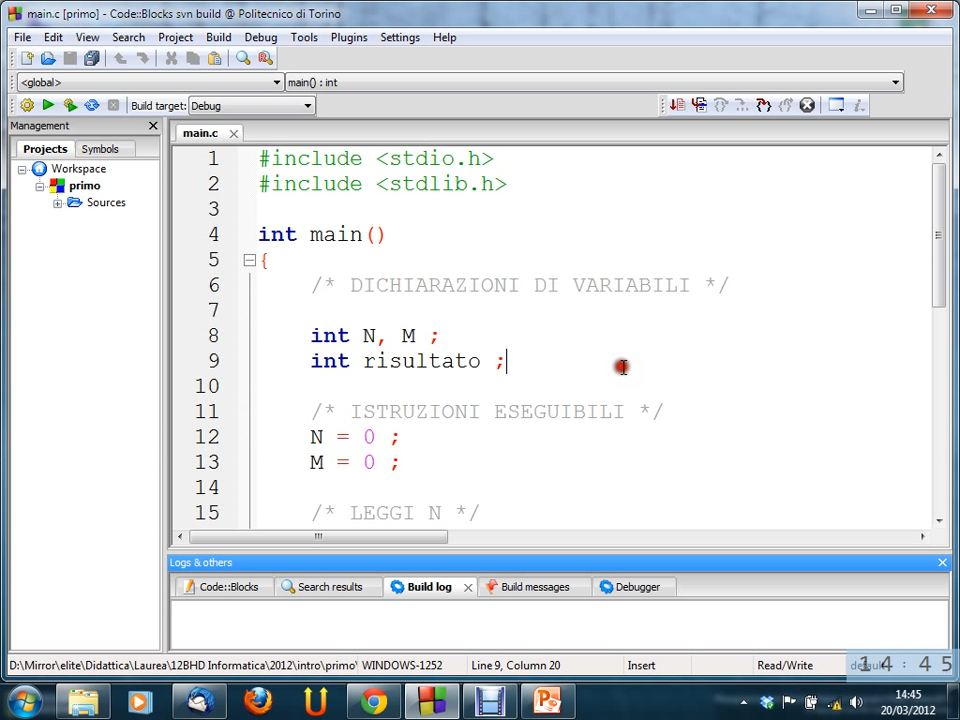 main.c [primo] - Code::Blocks svn build @ Politecnico di Torino
File Edit View Search Project Build Debug Tools Plugins Settings Help
<global> main() : int
Build target: Debug
Management
main.c
Projects Symbols
Workspace
primo
Sources
1 #include <stdio.h>
2 #include <stdlib.h>
3
4 int main()
5 {
6 /* DICHIARAZIONI DI VARIABILI */
7
8 int N, M ;
9 int risultato ;
10
11 /* ISTRUZIONI ESEGUIBILI */
12 N = 0 ;
13 M = 0 ;
14
15 /* LEGGI N */
Logs & others
Code::Blocks Search results Build log Build messages Debugger
D:\Mirror\elite\Didattica\Laurea\12BHD Informatica\2012\intro\primo\ WINDOWS-1252 Line 9, Column 20 Insert Read/Write default
14:45
14:45
20/03/2012